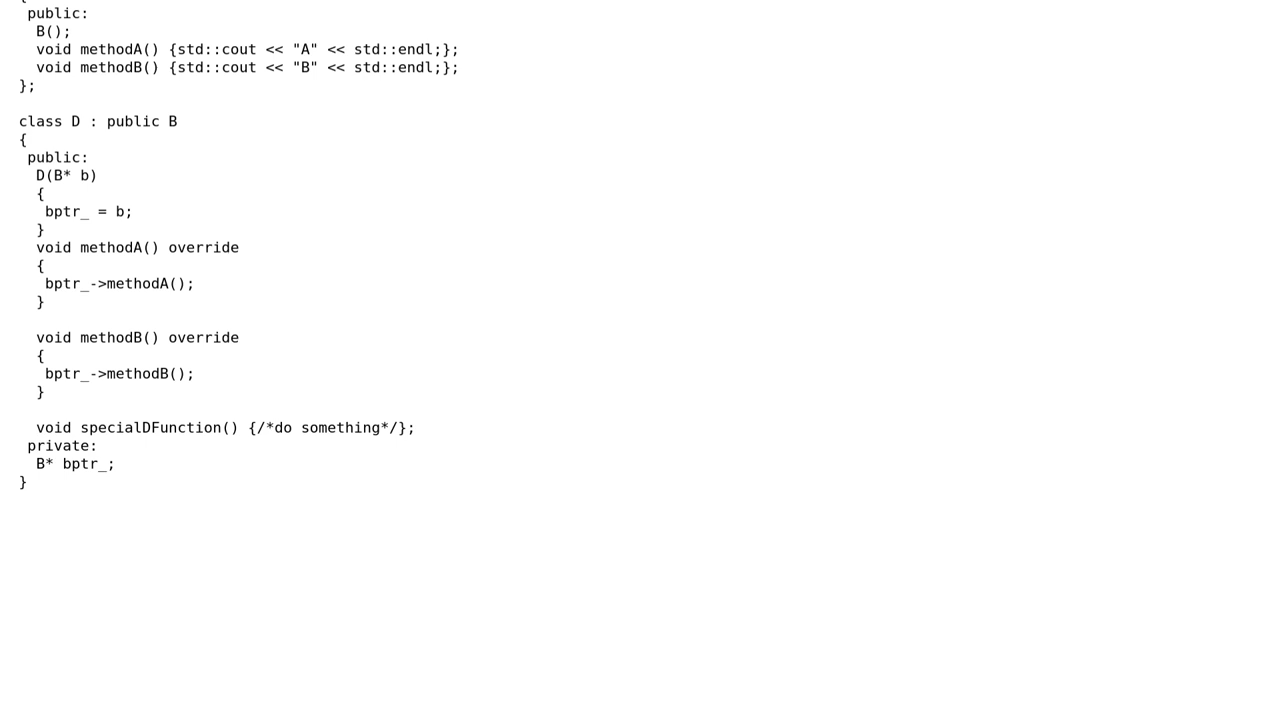 {
 public:
  B();
  void methodA() {std::cout << "A" << std::endl;};
  void methodB() {std::cout << "B" << std::endl;};
};

class D : public B
{
 public:
  D(B* b)
  {
   bptr_ = b;
  }
  void methodA() override
  {
   bptr_->methodA();
  }

  void methodB() override
  {
   bptr_->methodB();
  }

  void specialDFunction() {/*do something*/};
 private:
  B* bptr_;
}